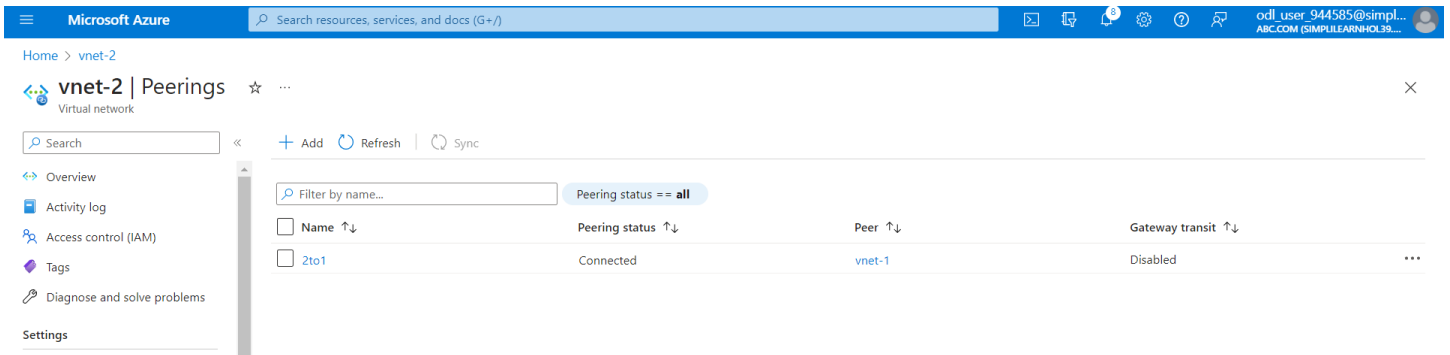 Microsoft Azure
Search resources, services, and docs (G+/)
8
odl_user_944585@simpl...
ABC.COM (SIMPLILEARNHOL39....
Home > vnet-2
vnet-2 | Peerings
Virtual network
Search
Add Refresh Sync
Overview
Activity log
Access control (IAM)
Tags
Diagnose and solve problems
Settings
Filter by name...
Peering status == all
Name Peering status Peer Gateway transit
2to1 Connected vnet-1 Disabled